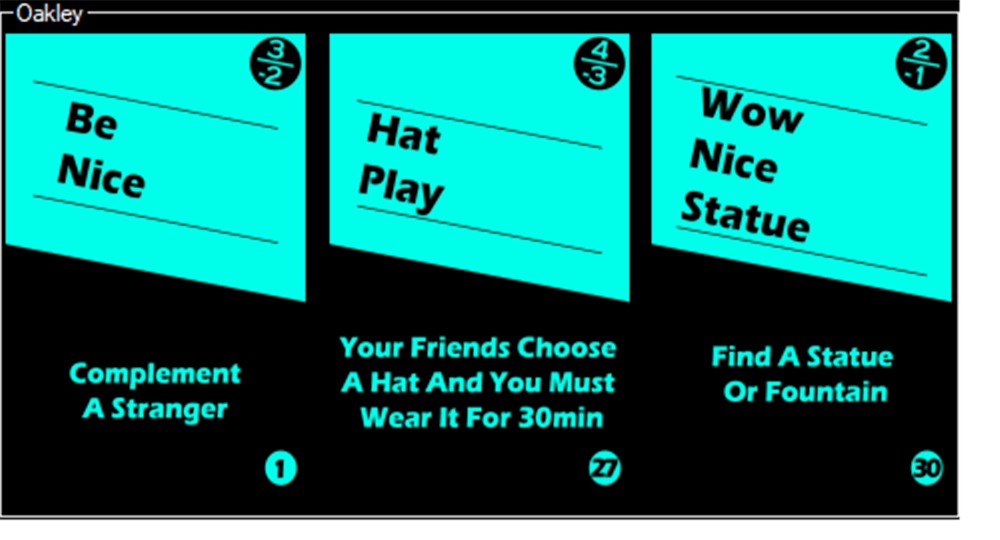 Oakley
3
-2
Be
Nice
Complement
A Stranger
1
4
-3
Hat
Play
Your Friends Choose
A Hat And You Must
Wear It For 30min
27
2
-1
Wow
Nice
Statue
Find A Statue
Or Fountain
30